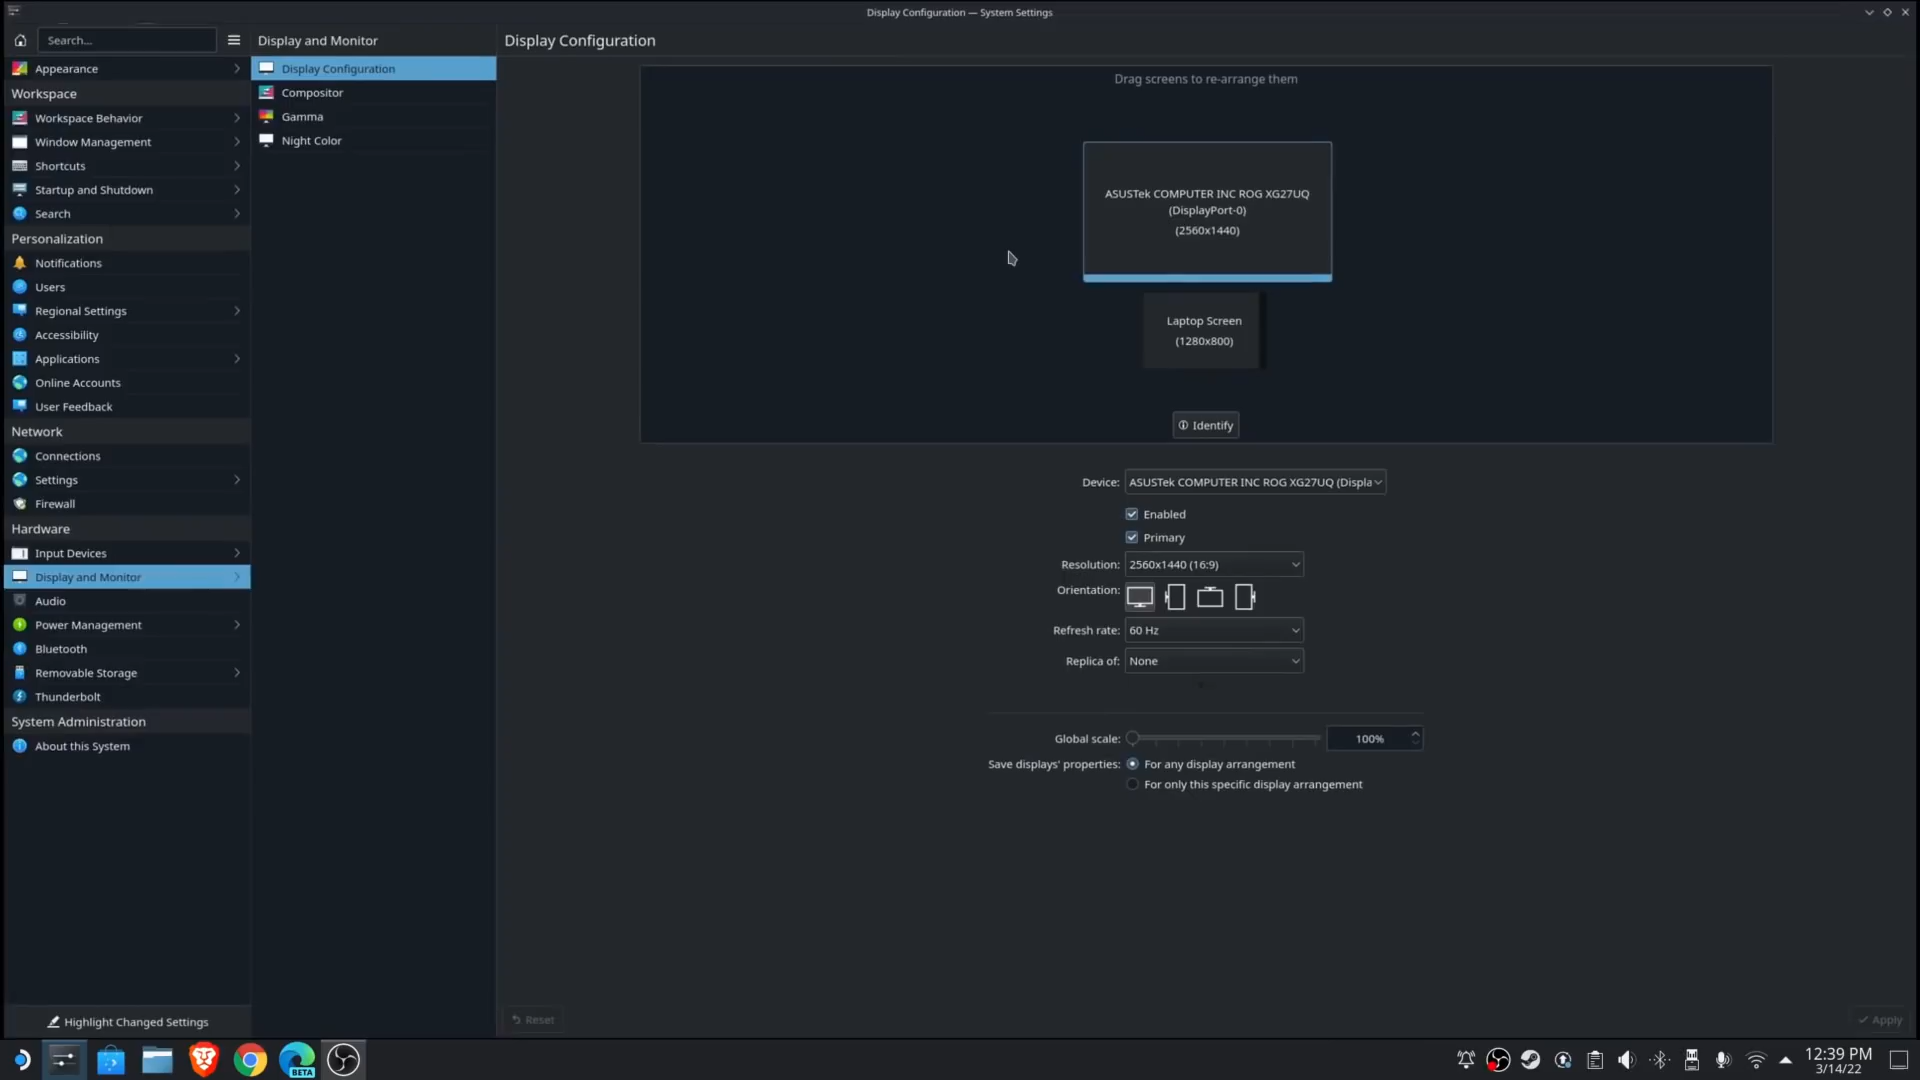 Display Configuration — System Settings
Search...
Appearance
Workspace
Workspace Behavior
Window Management
Shortcuts
Startup and Shutdown
Search
Personalization
Notifications
Users
Regional Settings
Accessibility
Applications
Online Accounts
User Feedback
Network
Connections
Settings
Firewall
Hardware
Input Devices
Display and Monitor
Audio
Power Management
Bluetooth
Removable Storage
Thunderbolt
System Administration
About this System
Highlight Changed Settings
Display and Monitor
Display Configuration
Compositor
Gamma
Night Color
Display Configuration
Drag screens to re-arrange them
ASUSTek COMPUTER INC ROG XG27UQ
(DisplayPort-0)
(2560x1440)
Laptop Screen
(1280x800)
Identify
Device: ASUSTek COMPUTER INC ROG XG27UQ (Displa
Enabled
Primary
Resolution: 2560x1440 (16:9)
Orientation:
Refresh rate: 60 Hz
Replica of: None
Global scale: 100%
Save displays' properties: For any display arrangement
For only this specific display arrangement
Reset
Apply
BETA
12:39 PM
3/14/22